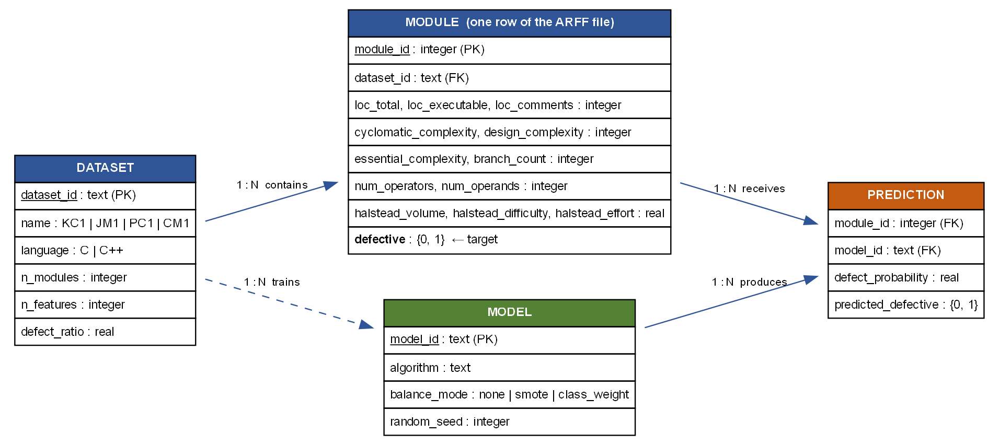 MODULE  (one row of the ARFF file)
module_id : integer (PK)
dataset_id : text (FK)
loc_total, loc_executable, loc_comments : integer
cyclomatic_complexity, design_complexity : integer
essential_complexity, branch_count : integer
num_operators, num_operands : integer
halstead_volume, halstead_difficulty, halstead_effort : real
defective : {0, 1}  ← target
DATASET
dataset_id : text (PK)
name : KC1 | JM1 | PC1 | CM1
language : C | C++
n_modules : integer
n_features : integer
defect_ratio : real
1 : N  contains
1 : N  trains
1 : N  receives
1 : N  produces
PREDICTION
module_id : integer (FK)
model_id : text (FK)
defect_probability : real
predicted_defective : {0, 1}
MODEL
model_id : text (PK)
algorithm : text
balance_mode : none | smote | class_weight
random_seed : integer